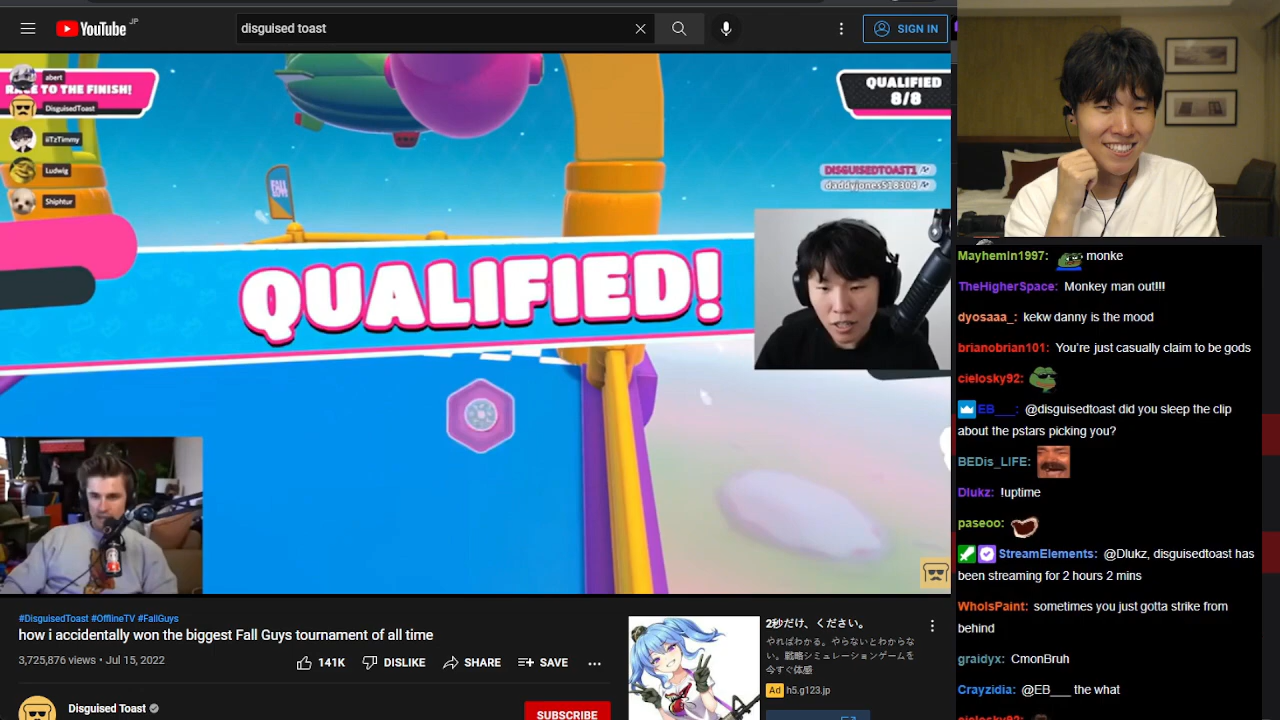 YouTube JP
disguised toast
SIGN IN
abert
RACE TO THE FINISH!
DisguisedToast
iiTzTimmy
Ludwig
Shiphtur
QUALIFIED
8/8
DISGUISEDTOAST1
daddyjones518304
FALL GUYS
QUALIFIED!
#DisguisedToast #OfflineTV #FallGuys
how i accidentally won the biggest Fall Guys tournament of all time
3,725,876 views • Jul 15, 2022
141K
DISLIKE
SHARE
SAVE
Disguised Toast
SUBSCRIBE
2秒だけ、ください。
やればわかる。やらないとわからな
い。戦略シミュレーションゲームを
今すぐ体感
Ad h5.g123.jp
MayhemIn1997: monke
TheHigherSpace: Monkey man out!!!
dyosaaa_: kekw danny is the mood
brianobrian101: You're just casually claim to be gods
cielosky92:
EB___: @disguisedtoast did you sleep the clip
about the pstars picking you?
BEDis_LIFE:
Dlukz: !uptime
paseoo:
StreamElements: @Dlukz, disguisedtoast has
been streaming for 2 hours 2 mins
WhoIsPaint: sometimes you just gotta strike from
behind
graidyx: CmonBruh
Crayzidia: @EB___ the what
cielosky92: